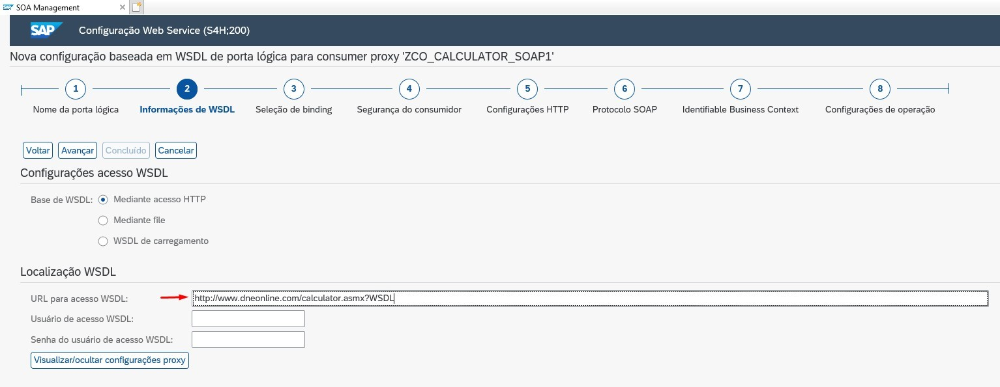 SAP SOA Management
SAP Configuração Web Service (S4H;200)
Nova configuração baseada em WSDL de porta lógica para consumer proxy 'ZCO_CALCULATOR_SOAP1'
1 2 3 4 5 6 7 8
Nome da porta lógica Informações de WSDL Seleção de binding Segurança do consumidor Configurações HTTP Protocolo SOAP Identifiable Business Context Configurações de operação
Voltar Avançar Concluído Cancelar
Configurações acesso WSDL
Base de WSDL: Mediante acesso HTTP
Mediante file
WSDL de carregamento
Localização WSDL
URL para acesso WSDL: http://www.dneonline.com/calculator.asmx?WSDL
Usuário de acesso WSDL:
Senha do usuário de acesso WSDL:
Visualizar/ocultar configurações proxy